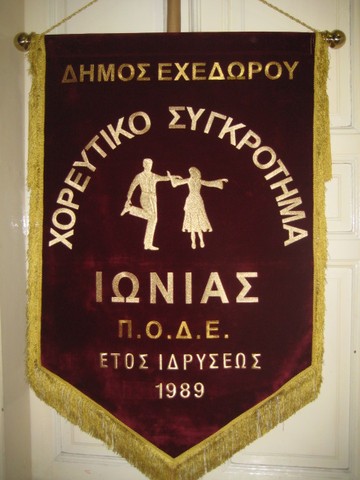 ΔΗΜΟΣ ΕΧΕΔΩΡΟΥ
ΧΟΡΕΥΤΙΚΟ ΣΥΓΚΡΟΤΗΜΑ
ΙΩΝΙΑΣ
Π.Ο.Δ.Ε.
ΕΤΟΣ ΙΔΡΥΣΕΩΣ
1989